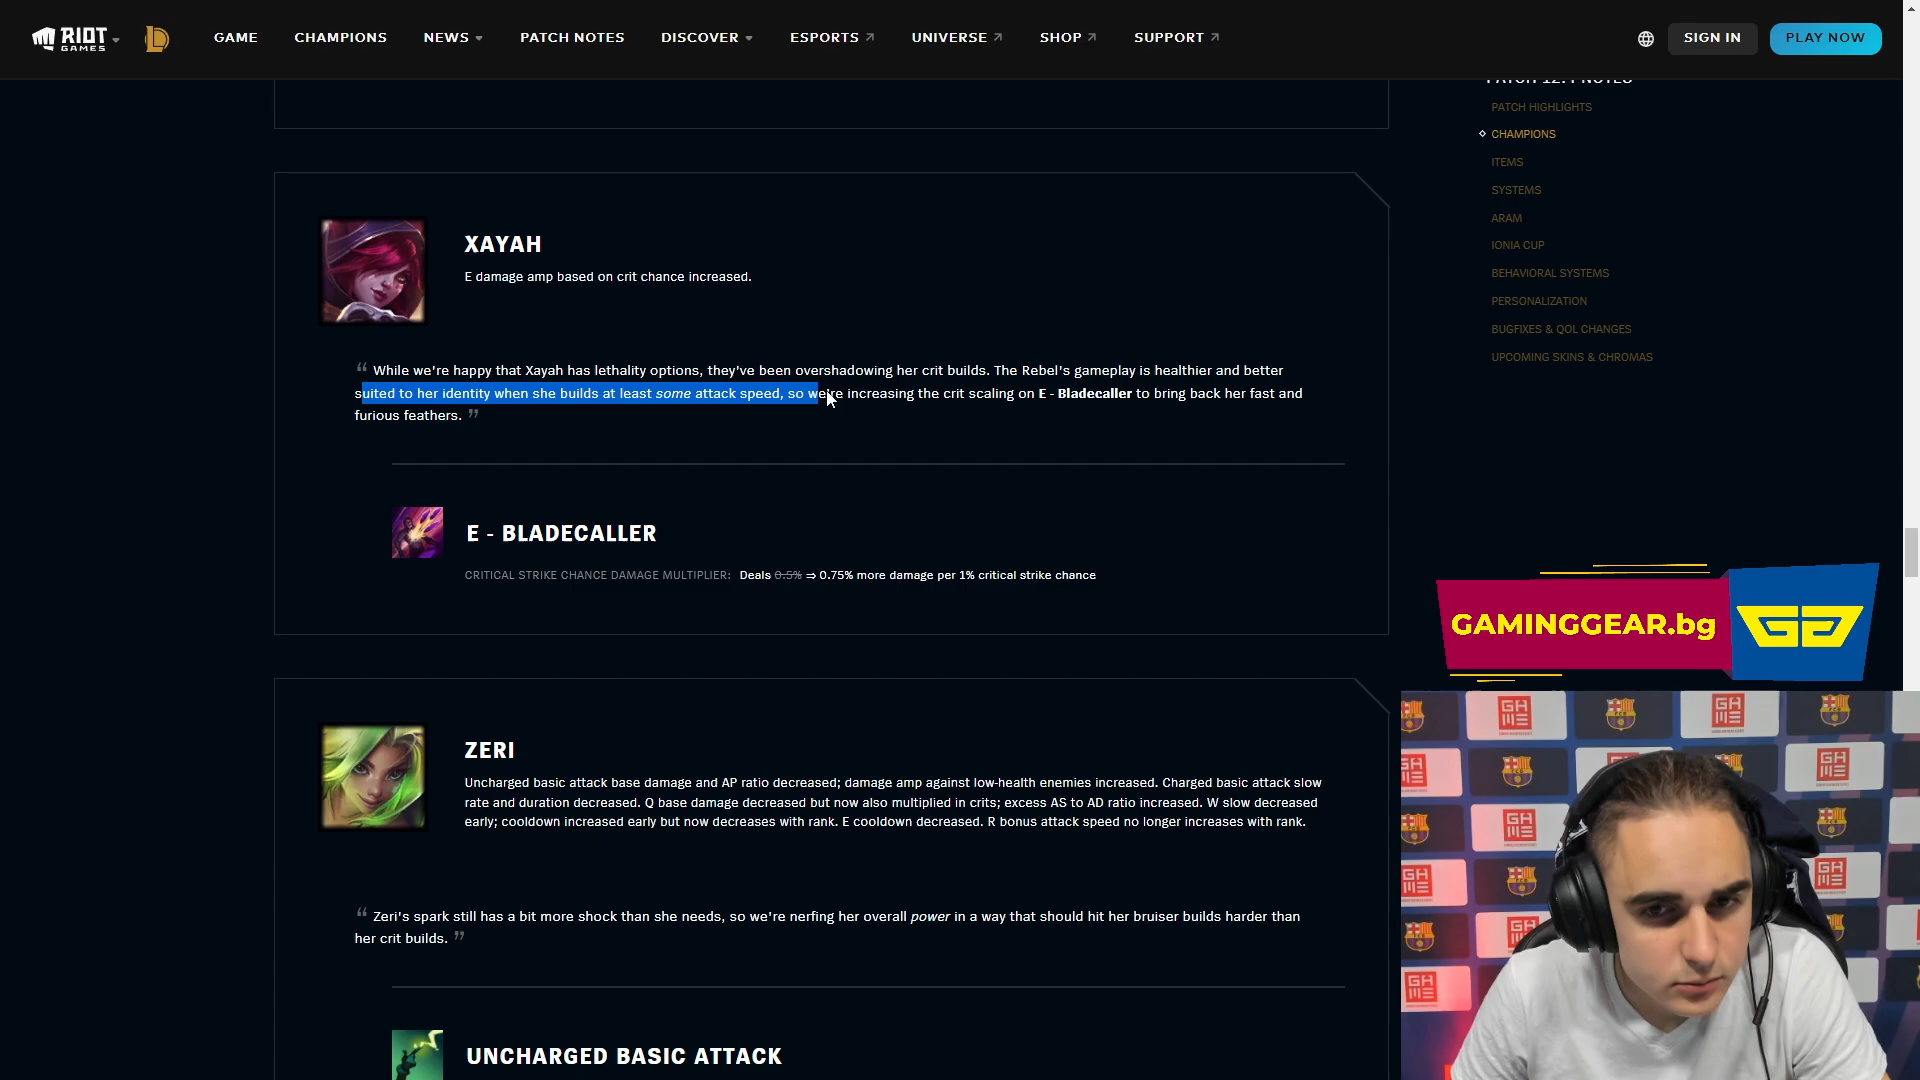 RIOT GAMES
GAME
CHAMPIONS
NEWS
PATCH NOTES
DISCOVER
ESPORTS
UNIVERSE
SHOP
SUPPORT
SIGN IN
PLAY NOW
PATCH HIGHLIGHTS
CHAMPIONS
ITEMS
SYSTEMS
ARAM
IONIA CUP
BEHAVIORAL SYSTEMS
PERSONALIZATION
BUGFIXES & QOL CHANGES
UPCOMING SKINS & CHROMAS
XAYAH
E damage amp based on crit chance increased.
“ While we're happy that Xayah has lethality options, they've been overshadowing her crit builds. The Rebel's gameplay is healthier and better
suited to her identity when she builds at least some attack speed, so we're increasing the crit scaling on E - Bladecaller to bring back her fast and
furious feathers. ”
E - BLADECALLER
CRITICAL STRIKE CHANCE DAMAGE MULTIPLIER: Deals 0.5% ⇒ 0.75% more damage per 1% critical strike chance
GAMINGGEAR.bg
ZERI
Uncharged basic attack base damage and AP ratio decreased; damage amp against low-health enemies increased. Charged basic attack slow
rate and duration decreased. Q base damage decreased but now also multiplied in crits; excess AS to AD ratio increased. W slow decreased
early; cooldown increased early but now decreases with rank. E cooldown decreased. R bonus attack speed no longer increases with rank.
“ Zeri's spark still has a bit more shock than she needs, so we're nerfing her overall power in a way that should hit her bruiser builds harder than
her crit builds. ”
UNCHARGED BASIC ATTACK